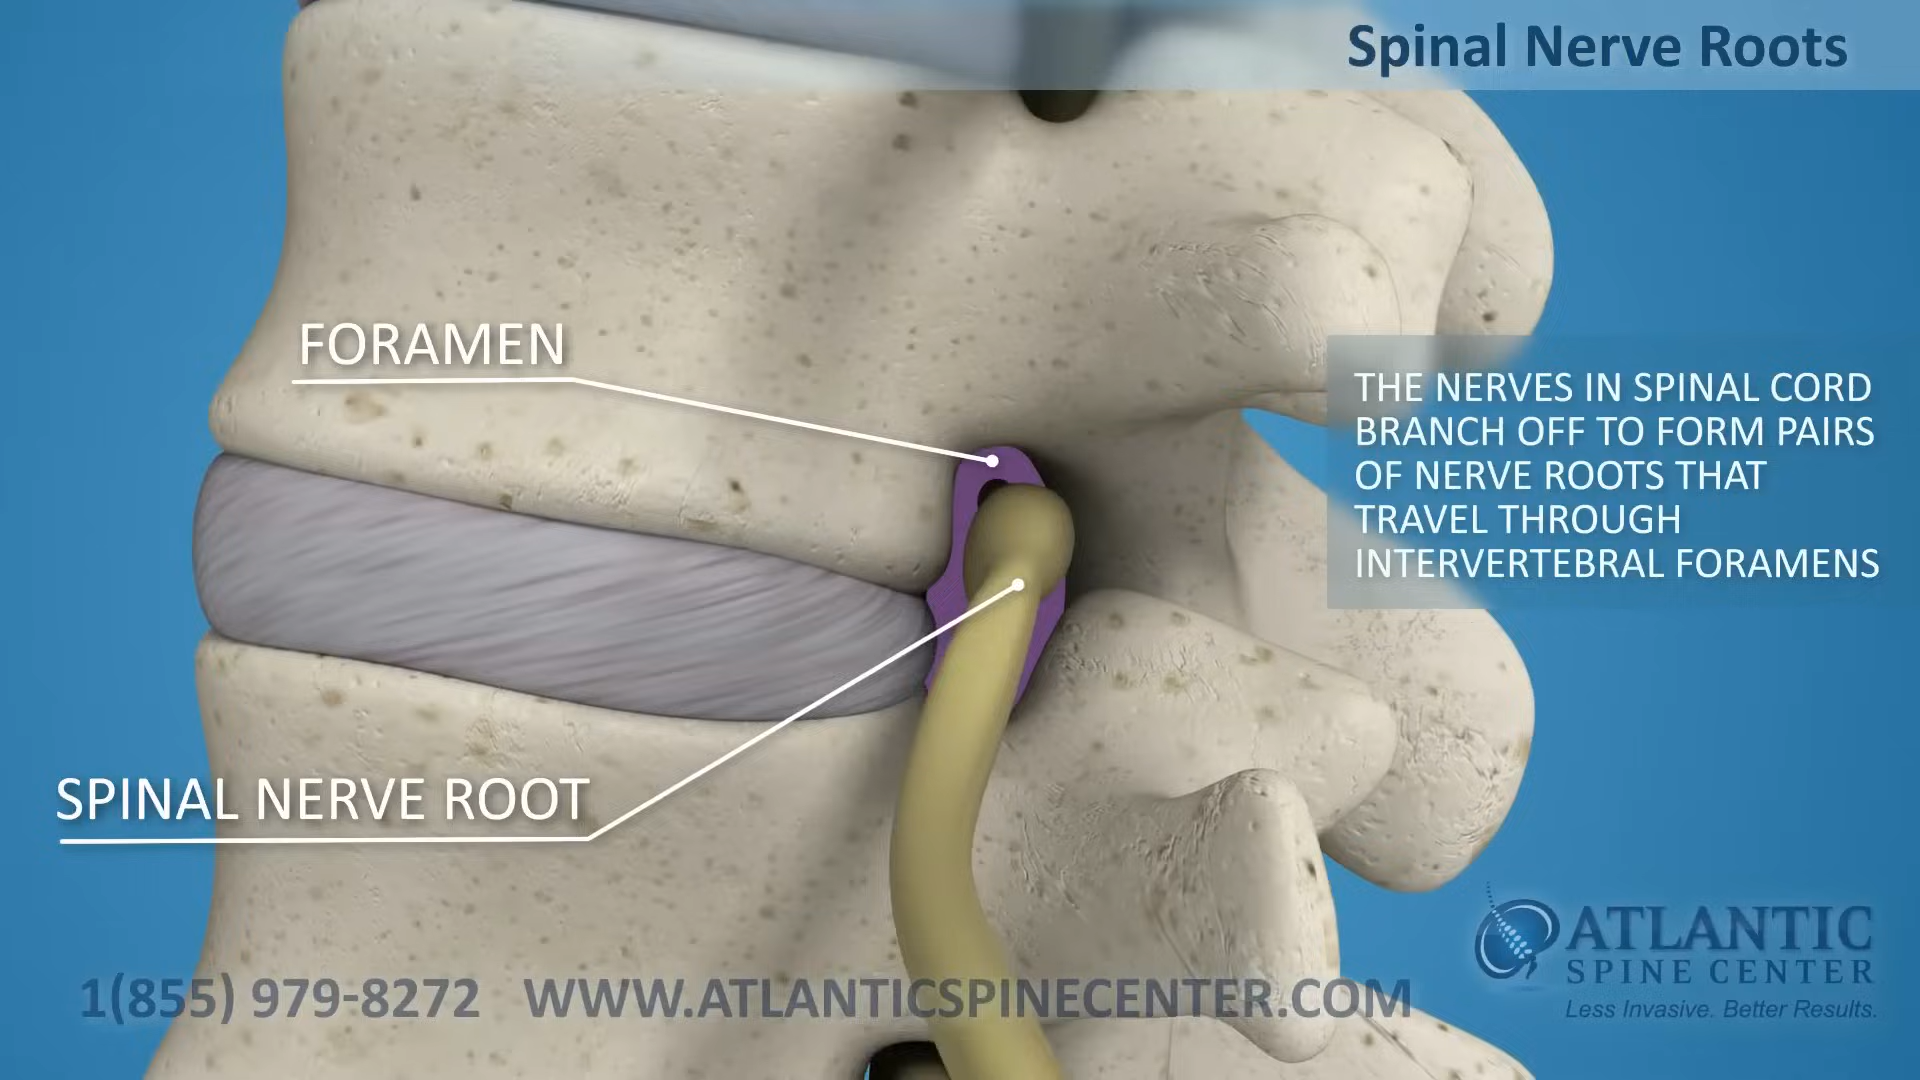 Spinal Nerve Roots
FORAMEN
THE NERVES IN SPINAL CORD
BRANCH OFF TO FORM PAIRS
OF NERVE ROOTS THAT
TRAVEL THROUGH
INTERVERTEBRAL FORAMENS
SPINAL NERVE ROOT
ATLANTIC
SPINE CENTER
Less Invasive. Better Results.
1(855) 979-8272 WWW.ATLANTICSPINECENTER.COM